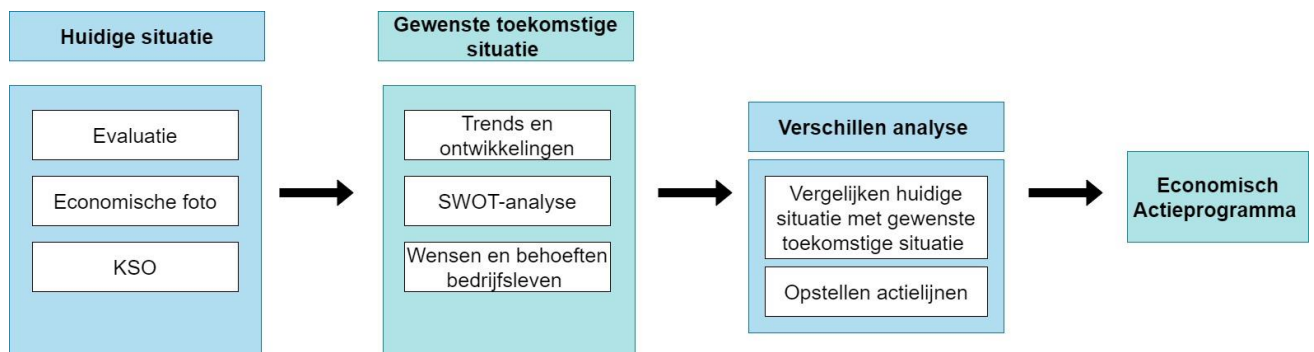 Huidige situatie
Evaluatie
Economische foto
KSO
Gewenste toekomstige
situatie
Trends en
ontwikkelingen
SWOT-analyse
Wensen en behoeften
bedrijfsleven
Verschillen analyse
Vergelijken huidige
situatie met gewenste
toekomstige situatie
Opstellen actielijnen
Economisch
Actieprogramma